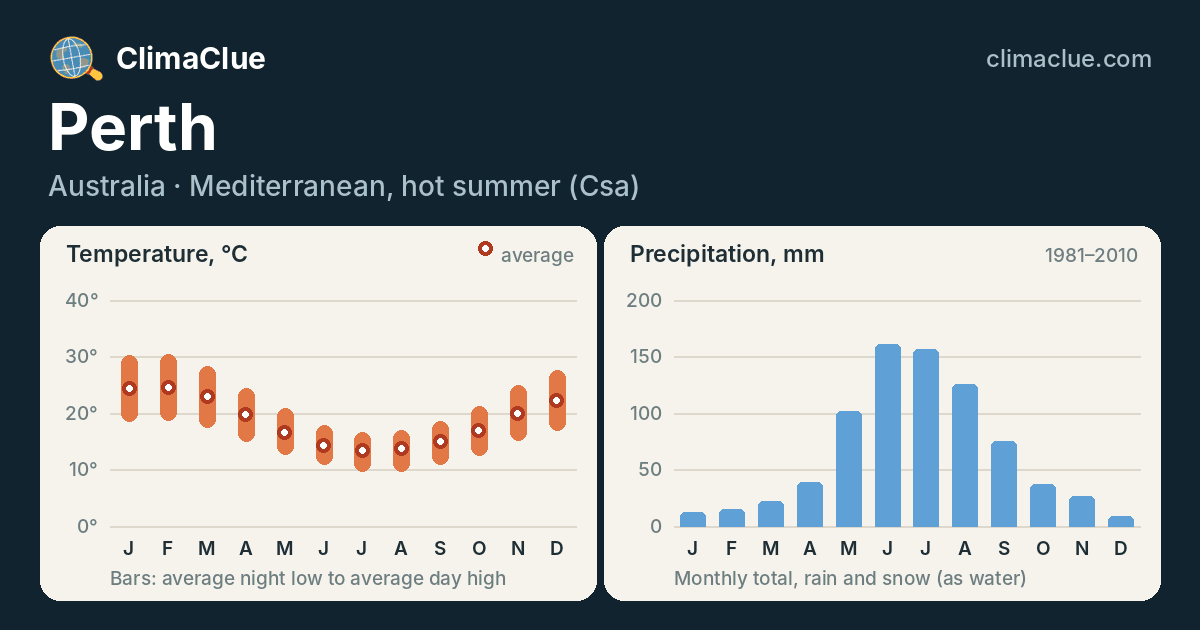 ClimaClue
climaclue.com
Perth
Australia · Mediterranean, hot summer (Csa)
Temperature, °C
average
40°
30°
20°
10°
0°
J F M A M J J A S O N D
Bars: average night low to average day high
Precipitation, mm
1981–2010
200
150
100
50
0
J F M A M J J A S O N D
Monthly total, rain and snow (as water)